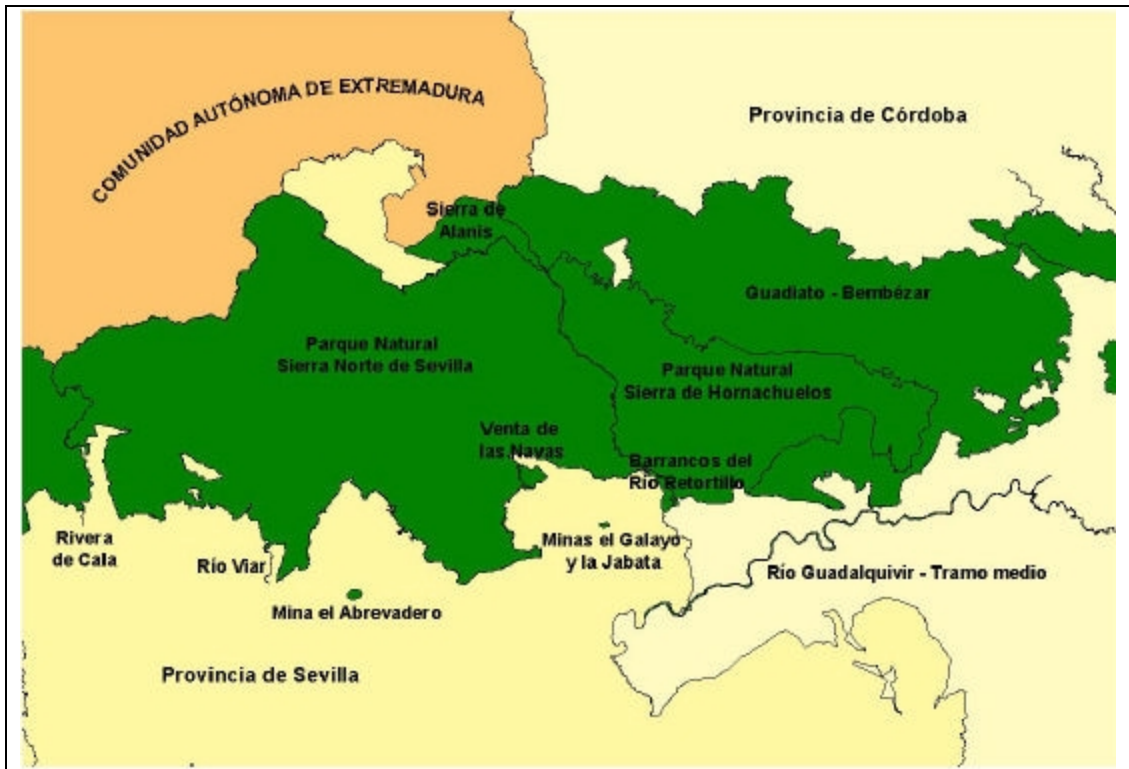 COMUNIDAD AUTÓNOMA DE EXTREMADURA
Provincia de Córdoba
Sierra de
Alanis
Guadiato - Bembézar
Parque Natural
Sierra Norte de Sevilla
Parque Natural
Sierra de Hornachuelos
Venta de
las Navas
Barrancos del
Río Retortillo
Rivera
de Cala
Río Viar
Minas el Galayo
y la Jabata
Río Guadalquivir - Tramo medio
Mina el Abrevadero
Provincia de Sevilla